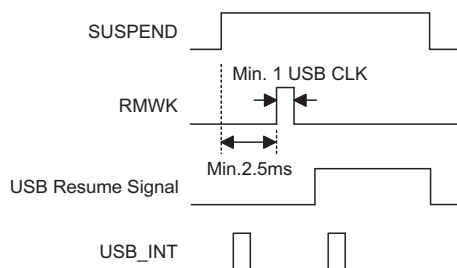 SUSPEND
Min. 1 USB CLK
RMWK
Min.2.5ms
USB Resume Signal
USB_INT